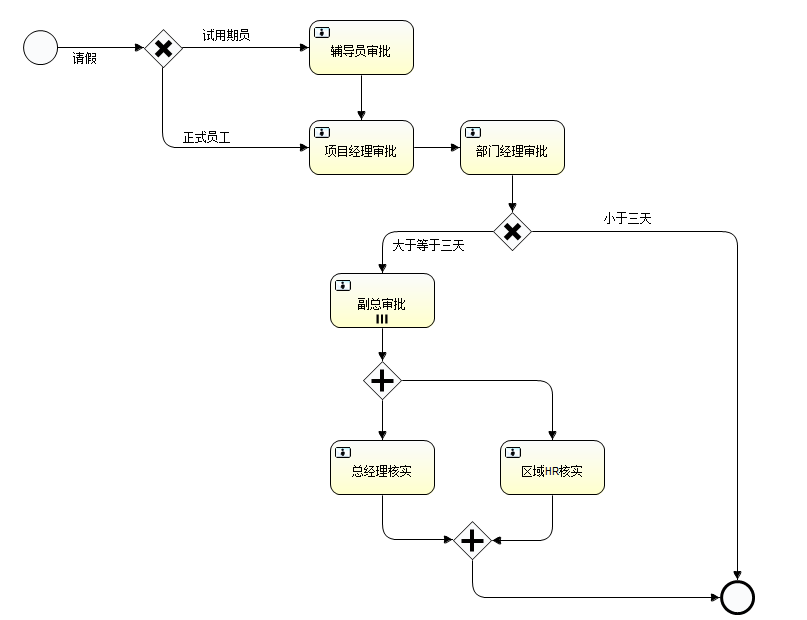 试用期员
辅导员审批
请假
正式员工
项目经理审批
部门经理审批
小于三天
大于等于三天
副总审批
总经理核实
区域HR核实